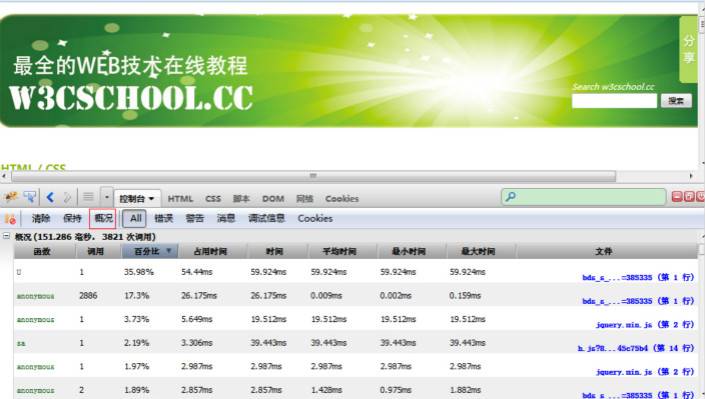 分享
最全的WEB技术在线教程
W3CSCHOOL.CC
Search w3cschool.cc
搜索
HTML / CSS
控制台 HTML CSS 脚本 DOM 网络 Cookies
清除 保持 概况 All 错误 警告 消息 调试信息 Cookies
概况 (151.286 毫秒, 3821 次调用)
函数 调用 百分比 占用时间 时间 平均时间 最小时间 最大时间 文件
U 1 35.98% 54.44ms 59.924ms 59.924ms 59.924ms 59.924ms bds_s_...=385335 (第 1 行)
anonymous 2886 17.3% 26.175ms 26.175ms 0.009ms 0.002ms 0.159ms bds_s_...=385335 (第 1 行)
anonymous 1 3.73% 5.649ms 19.512ms 19.512ms 19.512ms 19.512ms jquery.min.js (第 2 行)
sa 1 2.19% 3.306ms 39.443ms 39.443ms 39.443ms 39.443ms h.js?8...45c75b4 (第 14 行)
anonymous 1 1.97% 2.987ms 2.987ms 2.987ms 2.987ms 2.987ms jquery.min.js (第 2 行)
anonymous 2 1.89% 2.857ms 2.857ms 1.428ms 0.975ms 1.882ms bds_s_...=385335 (第 1 行)